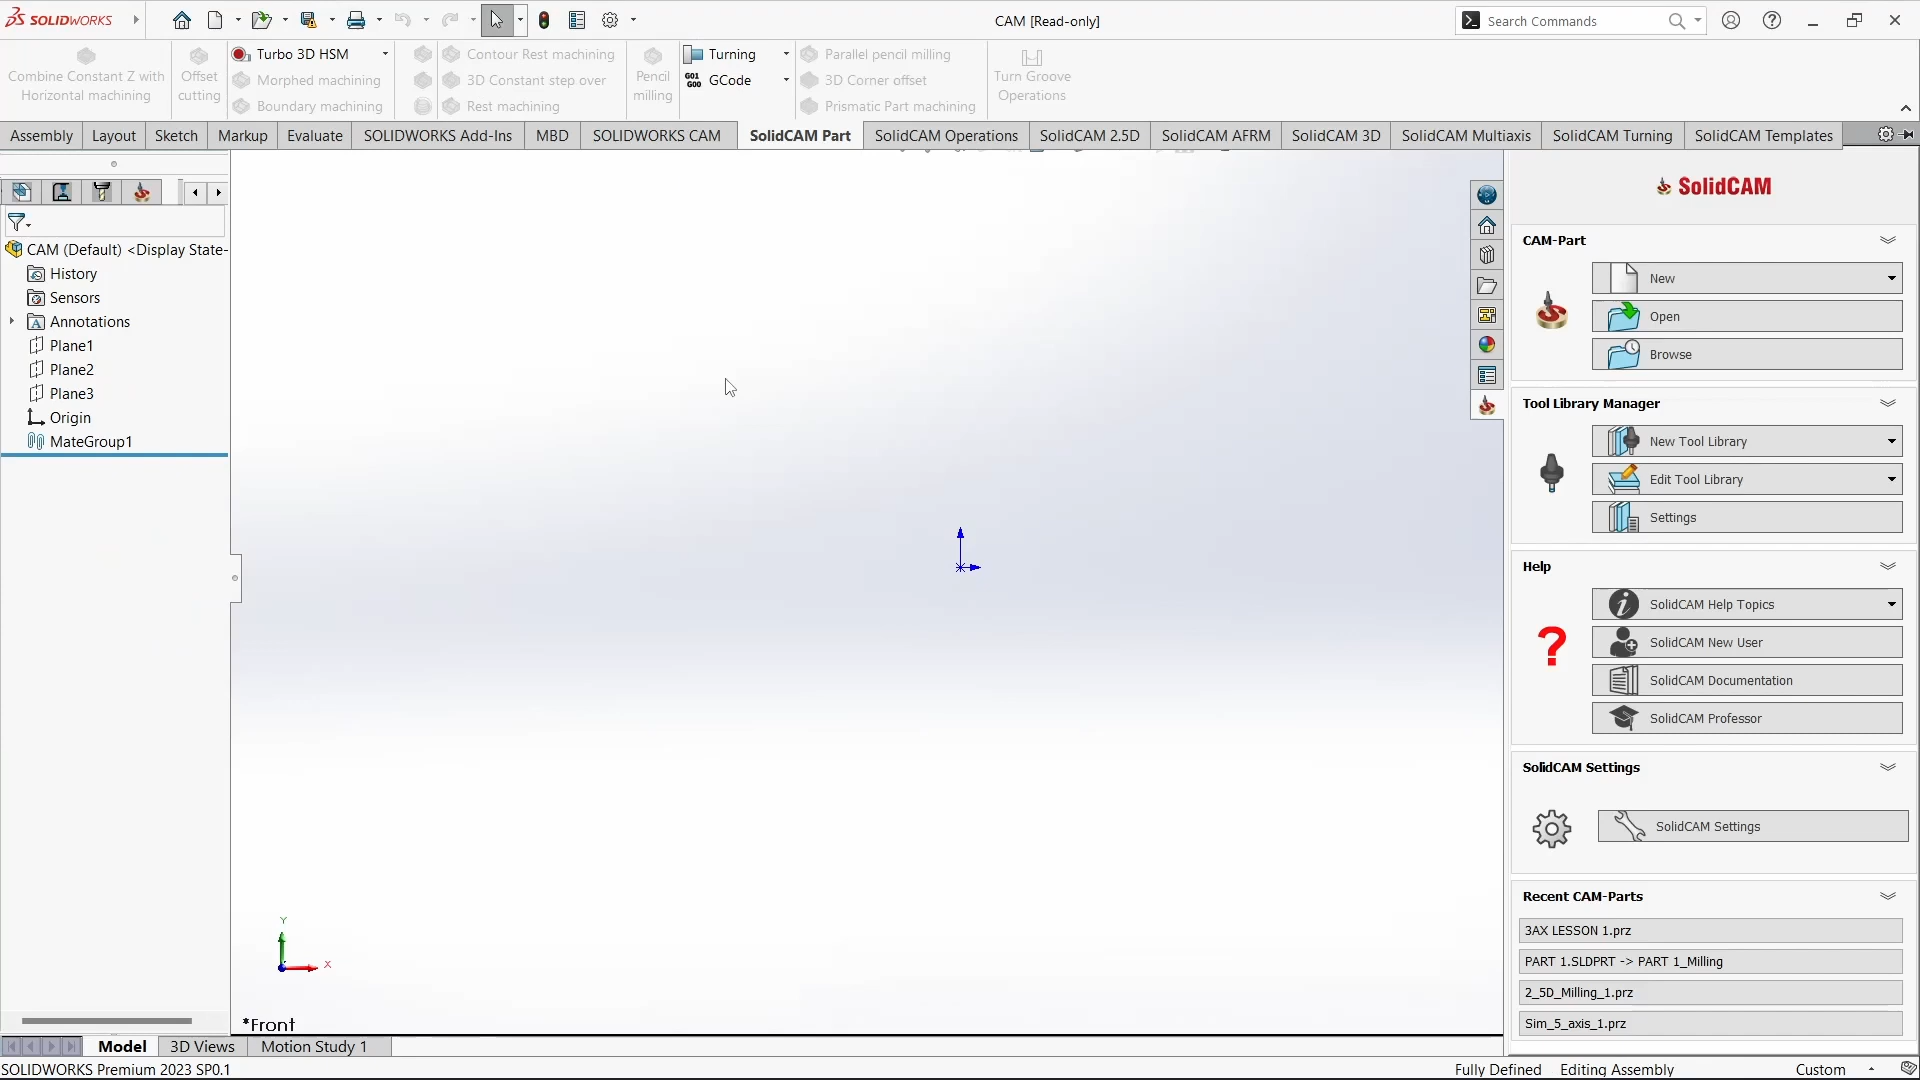 SOLIDWORKS
CAM [Read-only]
Search Commands
Combine Constant Z with
Horizontal machining
Offset
cutting
Turbo 3D HSM
Morphed machining
Boundary machining
Contour Rest machining
3D Constant step over
Rest machining
Pencil
milling
Turning
G01
G00
GCode
Parallel pencil milling
3D Corner offset
Prismatic Part machining
Turn Groove
Operations
Assembly
Layout
Sketch
Markup
Evaluate
SOLIDWORKS Add-Ins
MBD
SOLIDWORKS CAM
SolidCAM Part
SolidCAM Operations
SolidCAM 2.5D
SolidCAM AFRM
SolidCAM 3D
SolidCAM Multiaxis
SolidCAM Turning
SolidCAM Templates
CAM (Default) <Display State-
History
Sensors
Annotations
Plane1
Plane2
Plane3
Origin
MateGroup1
Y
X
*Front
SolidCAM
CAM-Part
New
Open
Browse
Tool Library Manager
New Tool Library
Edit Tool Library
Settings
Help
SolidCAM Help Topics
SolidCAM New User
SolidCAM Documentation
SolidCAM Professor
SolidCAM Settings
SolidCAM Settings
Recent CAM-Parts
3AX LESSON 1.prz
PART 1.SLDPRT -> PART 1_Milling
2_5D_Milling_1.prz
Sim_5_axis_1.prz
Model
3D Views
Motion Study 1
SOLIDWORKS Premium 2023 SP0.1
Fully Defined
Editing Assembly
Custom